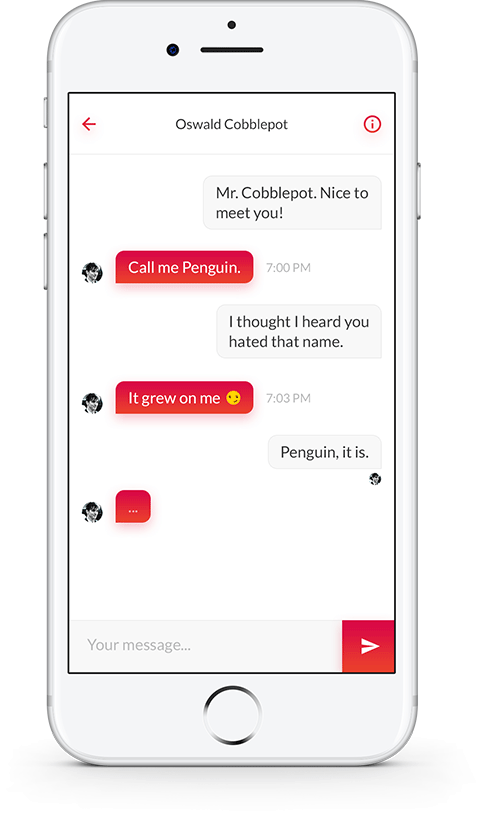 Oswald Cobblepot
Mr. Cobblepot. Nice to
meet you!
Call me Penguin.
7:00 PM
I thought I heard you
hated that name.
It grew on me 😏
7:03 PM
Penguin, it is.
...
Your message...